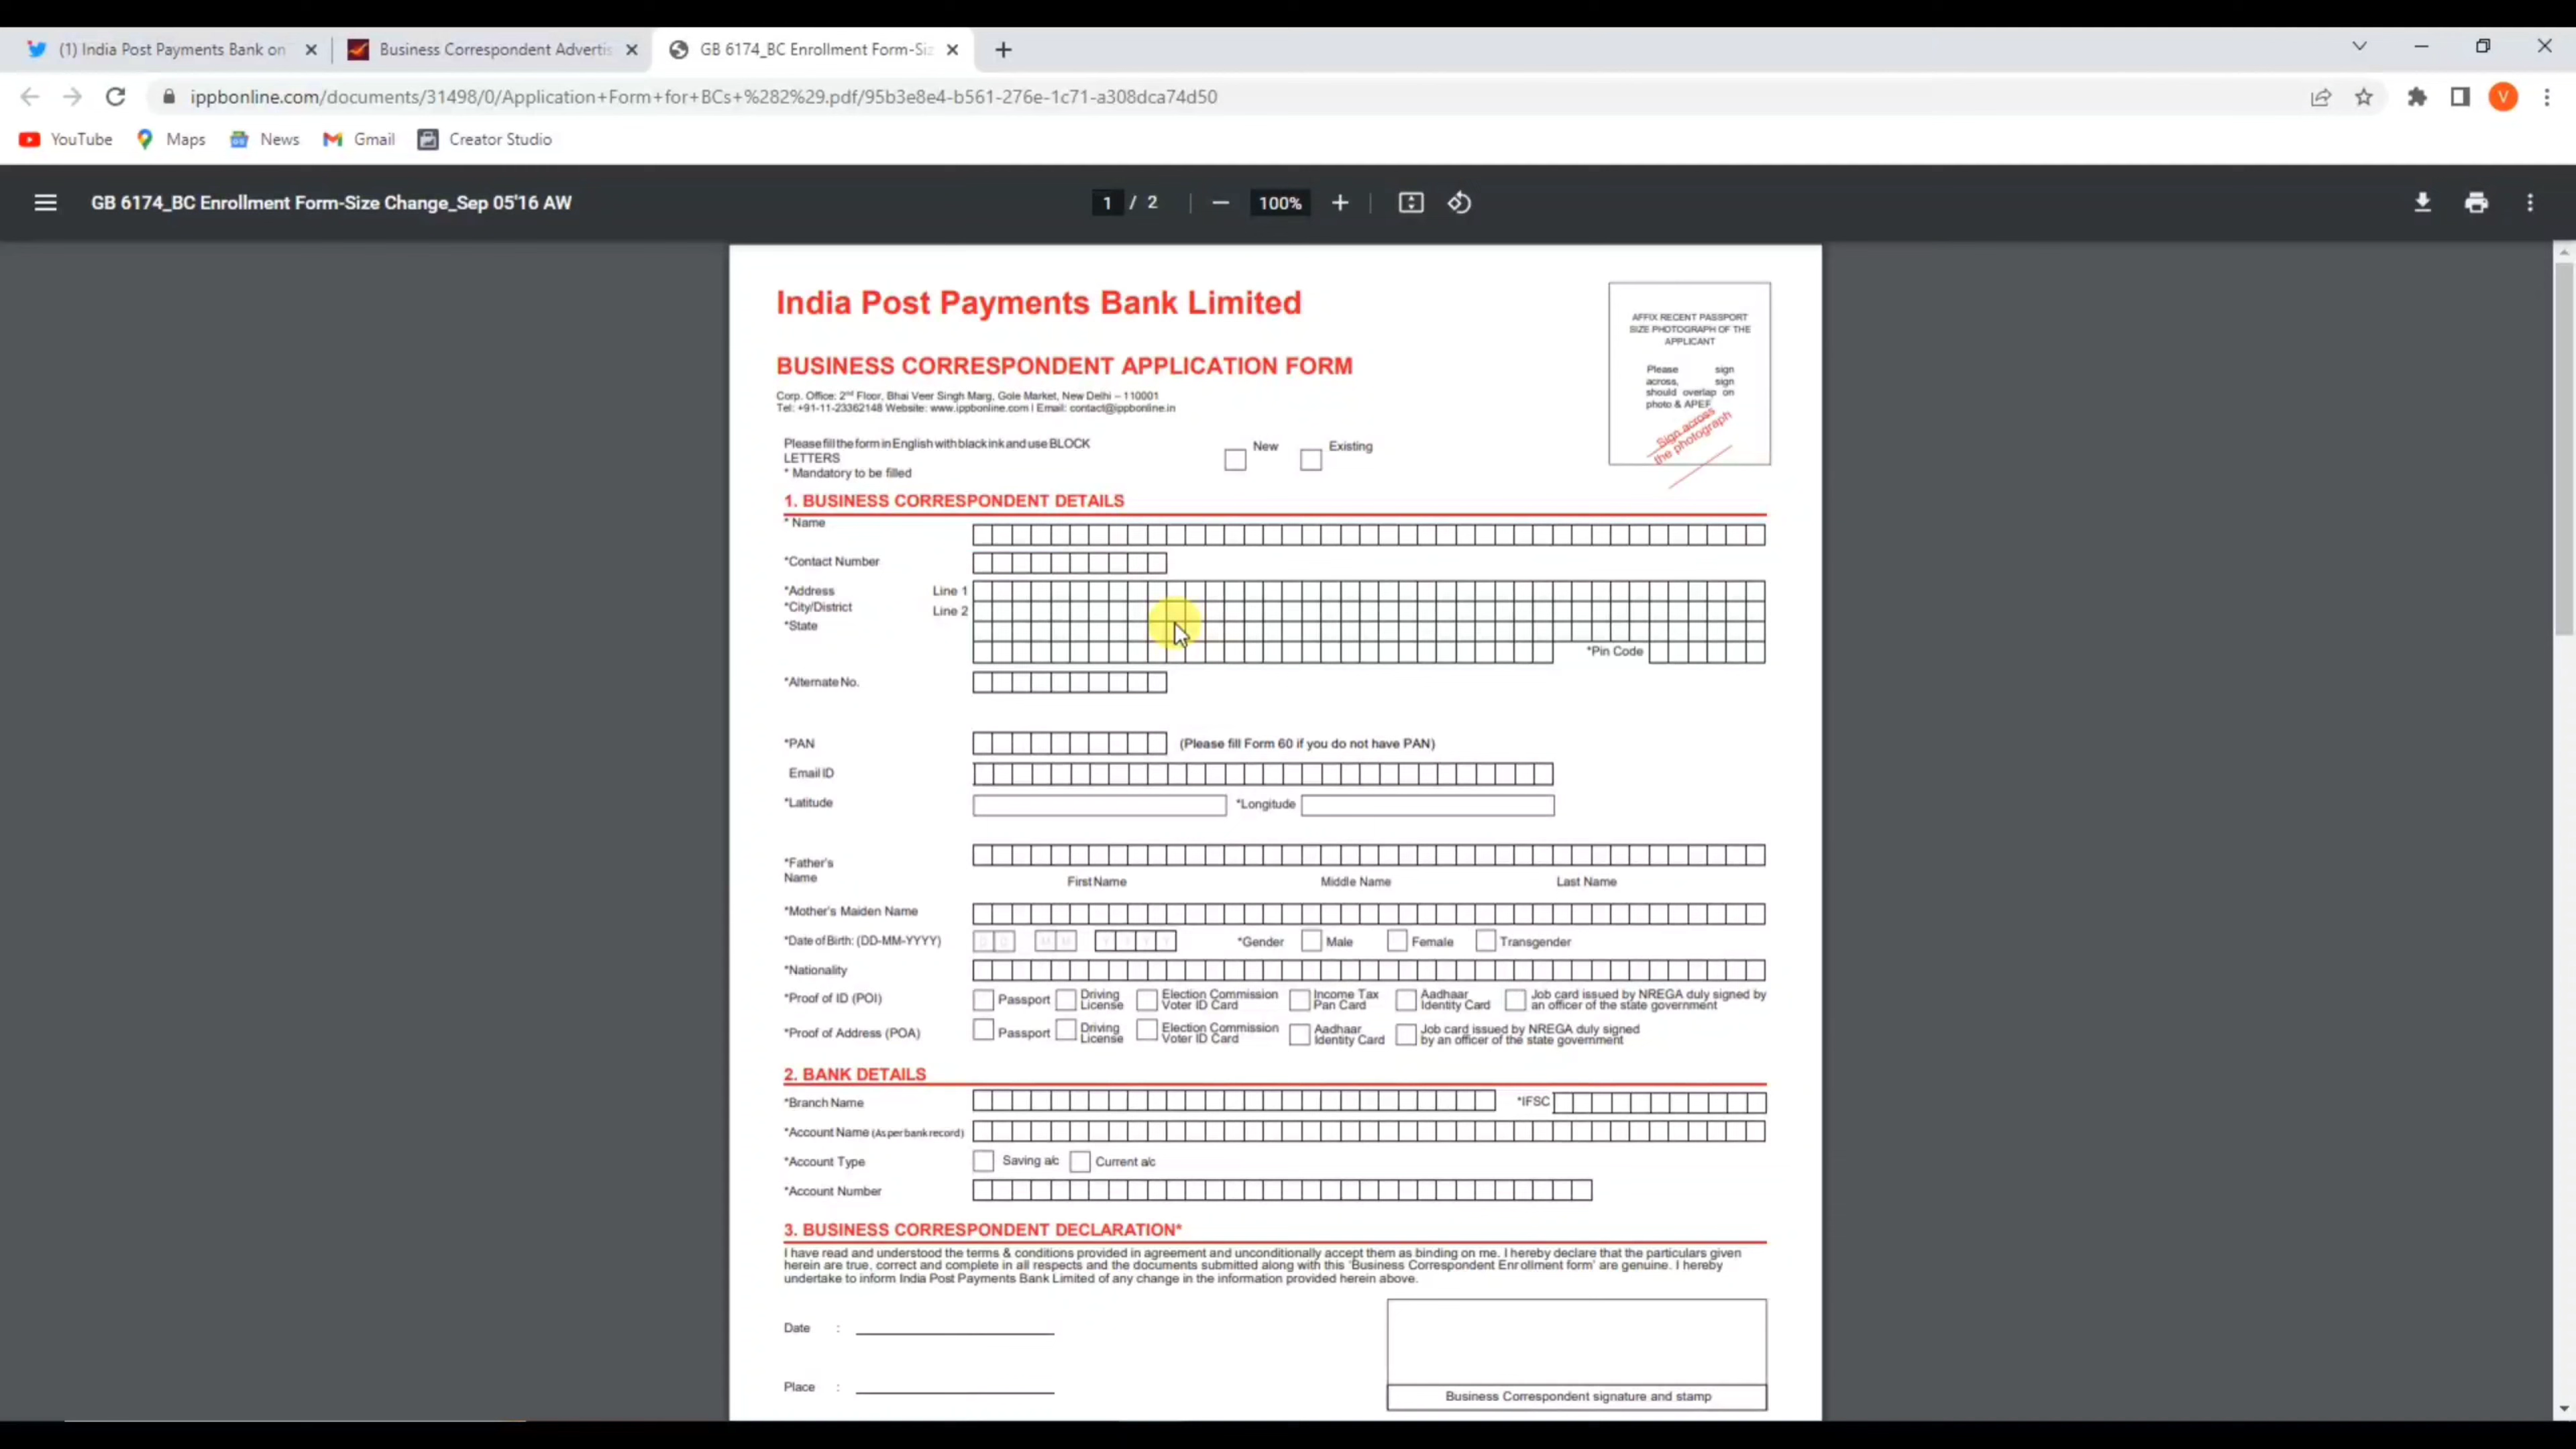 (1) India Post Payments Bank on
Business Correspondent Advertis
GB 6174_BC Enrollment Form-Siz
ippbonline.com/documents/31498/0/Application+Form+for+BCs+%282%29.pdf/95b3e8e4-b561-276e-1c71-a308dca74d50
V
YouTube
Maps
News
Gmail
Creator Studio
GB 6174_BC Enrollment Form-Size Change_Sep 05'16 AW
1 / 2
100%
India Post Payments Bank Limited
BUSINESS CORRESPONDENT APPLICATION FORM
Corp. Office: 2nd Floor, Bhai Veer Singh Marg, Gole Market, New Delhi – 110001
Tel: +91-11-23362148 Website: www.ippbonline.com | Email: contact@ippbonline.in
AFFIX RECENT PASSPORT
SIZE PHOTOGRAPH OF THE
APPLICANT
Please sign
across, sign
should overlap on
photo & APEF
Sign across
the photograph
Please fill the form in English with black ink and use BLOCK
LETTERS
* Mandatory to be filled
New
Existing
1. BUSINESS CORRESPONDENT DETAILS
* Name
*Contact Number
*Address Line 1
*City/District Line 2
*State
*Pin Code
*Alternate No.
*PAN (Please fill Form 60 if you do not have PAN)
Email ID
*Latitude *Longitude
*Father's
Name
First Name Middle Name Last Name
*Mother's Maiden Name
*Date of Birth: (DD-MM-YYYY) D D M M Y Y Y Y *Gender Male Female Transgender
*Nationality
*Proof of ID (POI) Passport Driving License Election Commission Voter ID Card Income Tax Pan Card Aadhaar Identity Card Job card issued by NREGA duly signed by an officer of the state government
*Proof of Address (POA) Passport Driving License Election Commission Voter ID Card Aadhaar Identity Card Job card issued by NREGA duly signed by an officer of the state government
2. BANK DETAILS
*Branch Name *IFSC
*Account Name (As per bank record)
*Account Type Saving a/c Current a/c
*Account Number
3. BUSINESS CORRESPONDENT DECLARATION*
I have read and understood the terms & conditions provided in agreement and unconditionally accept them as binding on me. I hereby declare that the particulars given
herein are true, correct and complete in all respects and the documents submitted along with this 'Business Correspondent Enrollment form' are genuine. I hereby
undertake to inform India Post Payments Bank Limited of any change in the information provided herein above.
Date :
Place :
Business Correspondent signature and stamp